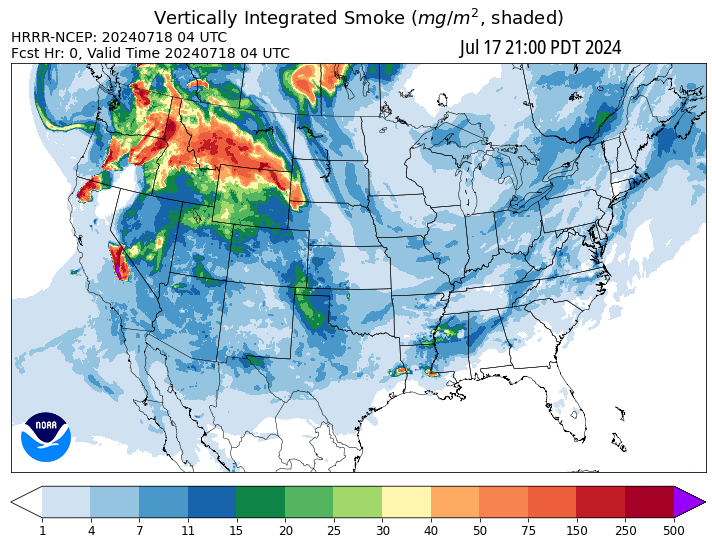 Vertically Integrated Smoke (mg/m², shaded)
HRRR-NCEP: 20240718 04 UTC
Fcst Hr: 0, Valid Time 20240718 04 UTC
Jul 17 21:00 PDT 2024
NOAA
1 4 7 11 15 20 25 30 40 50 75 150 250 500